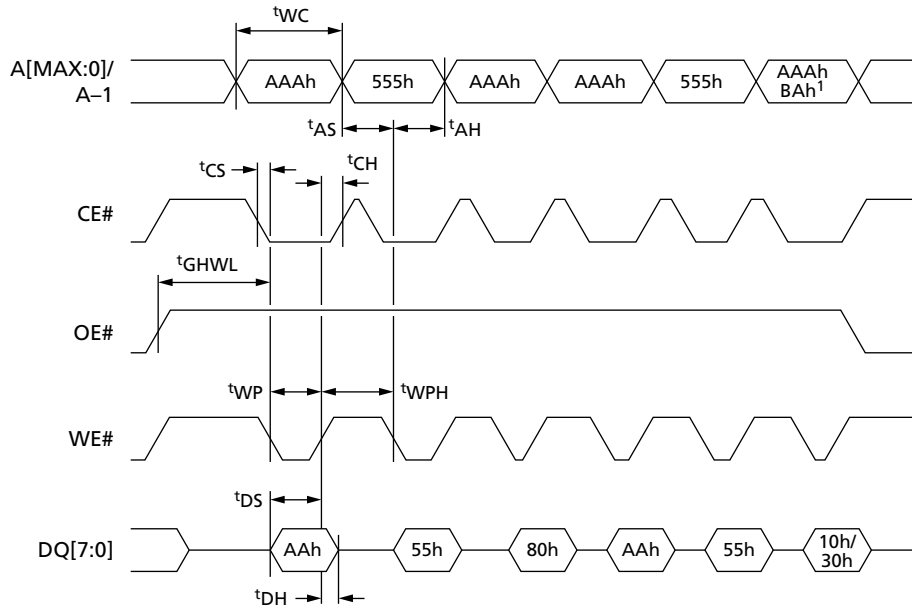 tWC
A[MAX:0]/
A–1
AAAh
555h
AAAh
AAAh
555h
AAAh
BAh1
tAS
tAH
tCS
tCH
CE#
tGHWL
OE#
tWP
tWPH
WE#
tDS
DQ[7:0]
AAh
55h
80h
AAh
55h
10h/
30h
tDH